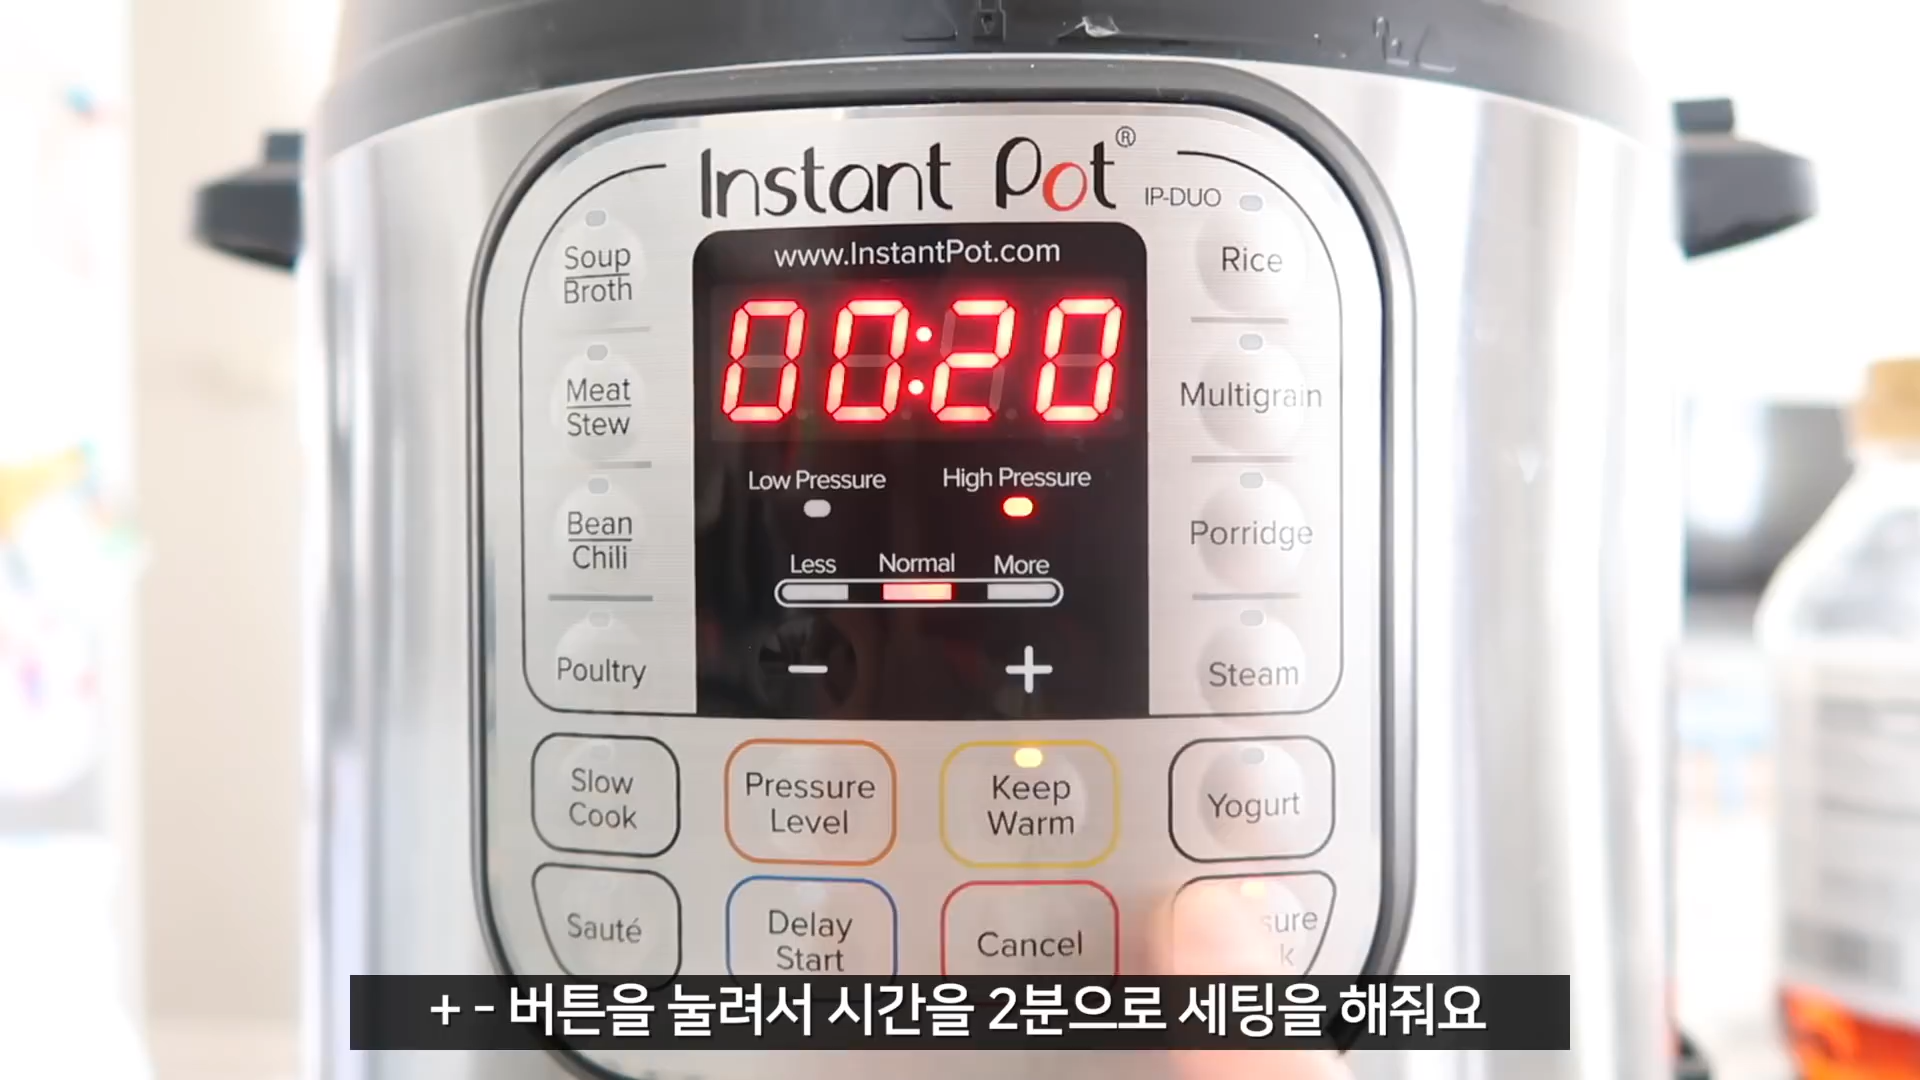 Instant Pot®
IP-DUO
www.InstantPot.com
00:20
Low Pressure
High Pressure
Less
Normal
More
−
+
Soup
Broth
Meat
Stew
Bean
Chili
Poultry
Rice
Multigrain
Porridge
Steam
Slow
Cook
Pressure
Level
Keep
Warm
Yogurt
Sauté
Delay
Start
Cancel
+ - 버튼을 눌려서 시간을 2분으로 세팅을 해줘요